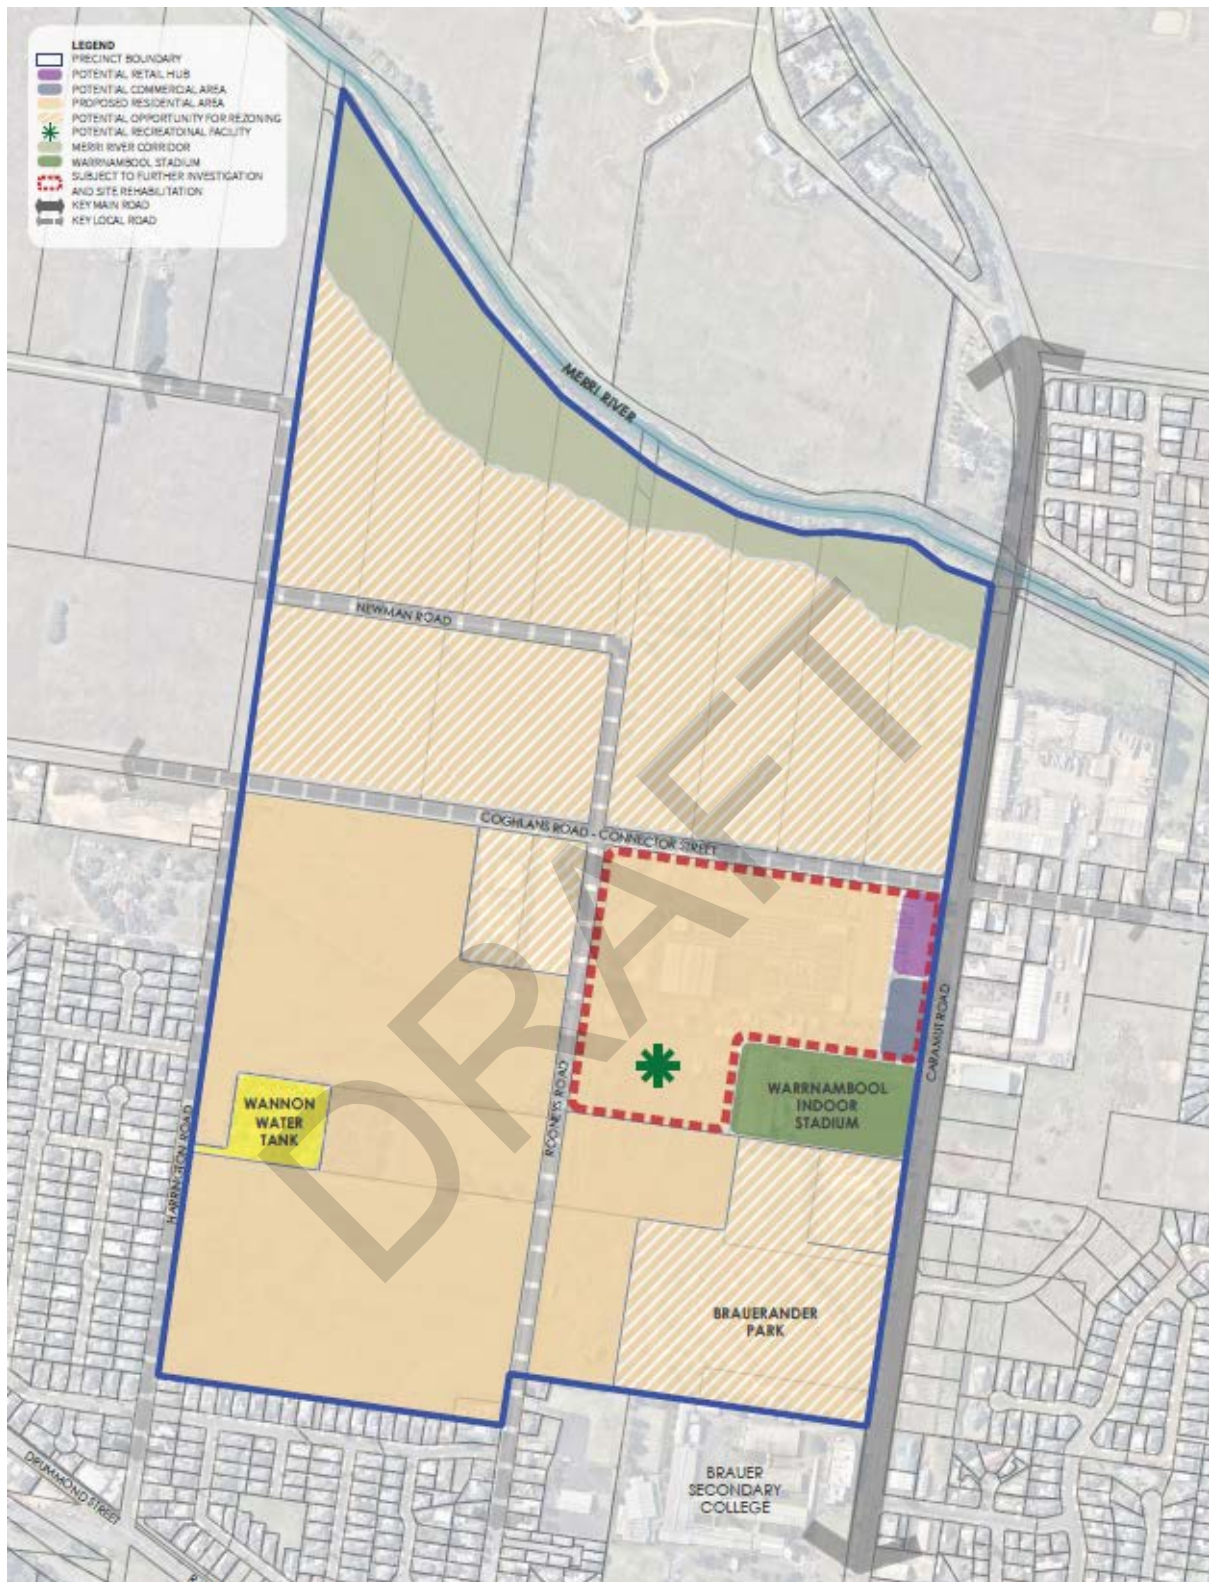 LEGEND
PRECINCT BOUNDARY
POTENTIAL RETAIL HUB
POTENTIAL COMMERCIAL AREA
PROPOSED RESIDENTIAL AREA
POTENTIAL OPPORTUNITY FOR REZONING
POTENTIAL RECREATOINAL FACILITY
MERRI RIVER CORRIDOR
WARRNAMBOOL STADIUM
SUBJECT TO FURTHER INVESTIGATION
AND SITE REHABILITATION
KEY MAIN ROAD
KEY LOCAL ROAD
MERRI RIVER
NEWMAN ROAD
COGHLANS ROAD - CONNECTOR STREET
DRAFT
CARAMUT ROAD
ROONEYS ROAD
HARRINGTON ROAD
WANNON
WATER
TANK
WARRNAMBOOL
INDOOR
STADIUM
BRAUERANDER
PARK
BRAUER
SECONDARY
COLLEGE
DRUMMOND STREET